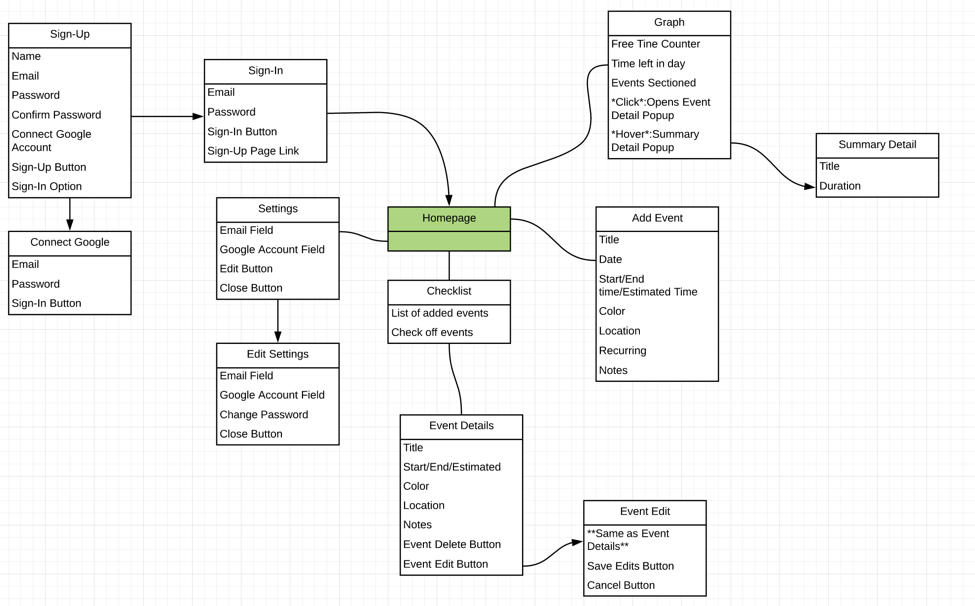 Sign-Up
Name
Email
Password
Confirm Password
Connect Google
Account
Sign-Up Button
Sign-In Option
Connect Google
Email
Password
Sign-In Button
Sign-In
Email
Password
Sign-In Button
Sign-Up Page Link
Settings
Email Field
Google Account Field
Edit Button
Close Button
Edit Settings
Email Field
Google Account Field
Change Password
Close Button
Homepage
Checklist
List of added events
Check off events
Event Details
Title
Start/End/Estimated
Color
Location
Notes
Event Delete Button
Event Edit Button
Event Edit
**Same as Event
Details**
Save Edits Button
Cancel Button
Graph
Free Tine Counter
Time left in day
Events Sectioned
*Click*:Opens Event
Detail Popup
*Hover*:Summary
Detail Popup
Summary Detail
Title
Duration
Add Event
Title
Date
Start/End
time/Estimated Time
Color
Location
Recurring
Notes